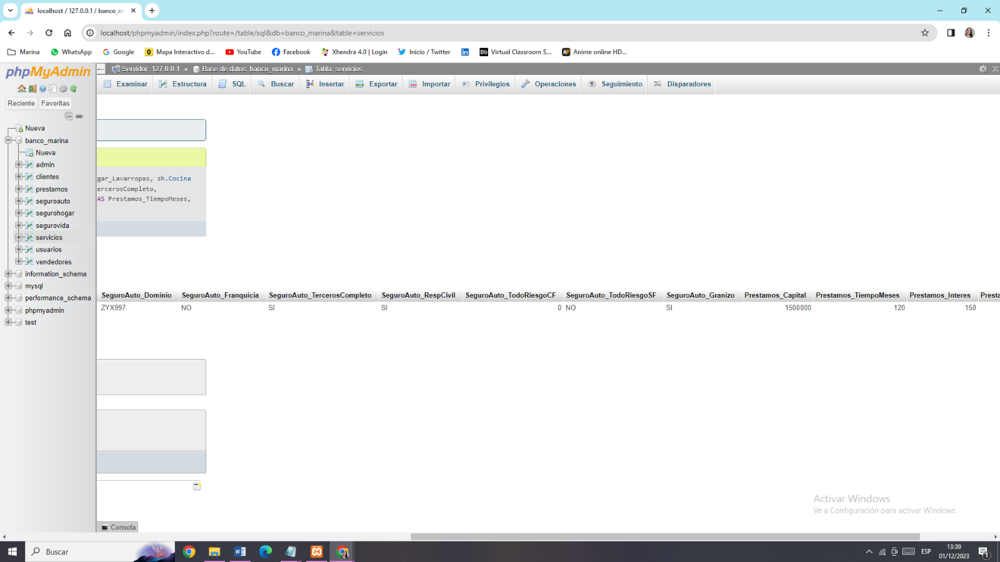 localhost / 127.0.0.1 / banco_m
localhost/phpmyadmin/index.php?route=/table/sql&db=banco_marina&table=servicios
Marina WhatsApp Google Mapa Interactivo d... YouTube Facebook Xhendra 4.0 | Login Inicio / Twitter Bb Virtual Classroom S... Anime online HD...
phpMyAdmin
Reciente Favoritas
Nueva
banco_marina
Nueva
admin
clientes
prestamos
seguroauto
segurohogar
segurovida
servicios
usuarios
vendedores
information_schema
mysql
performance_schema
phpmyadmin
test
Servidor: 127.0.0.1 » Base de datos: banco_marina » Tabla: servicios
Examinar Estructura SQL Buscar Insertar Exportar Importar Privilegios Operaciones Seguimiento Disparadores
gar_Lavarropas, sh.Cocina
ercerosCompleto,
AS Prestamos_TiempoMeses,
SeguroAuto_Dominio SeguroAuto_Franquicia SeguroAuto_TercerosCompleto SeguroAuto_RespCivil SeguroAuto_TodoRiesgoCF SeguroAuto_TodoRiesgoSF SeguroAuto_Granizo Prestamos_Capital Prestamos_TiempoMeses Prestamos_Interes Presta
ZYX997 NO SI SI 0 NO SI 1500000 120 150
Activar Windows
Ve a Configuración para activar Windows.
Consola
Buscar
ESP
13:39
01/12/2023
1